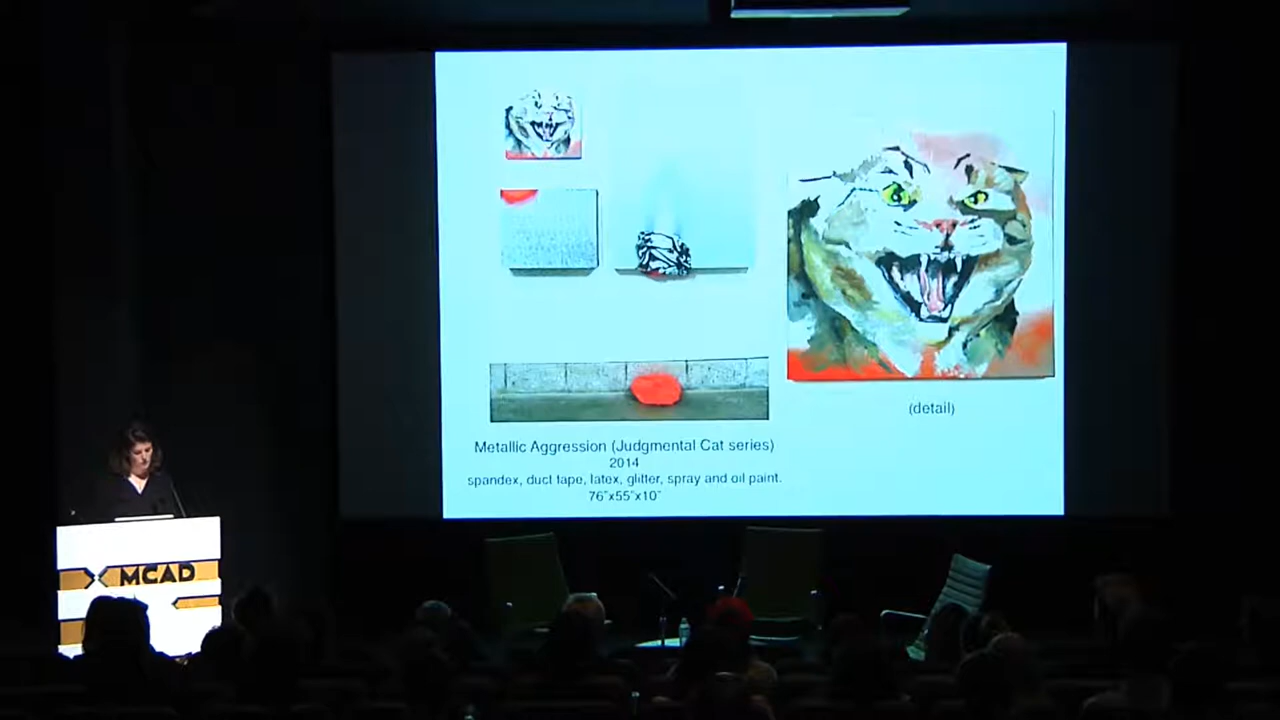 (detail)
Metallic Aggression (Judgmental Cat series)
2014
spandex, duct tape, latex, glitter, spray and oil paint.
76"x55"x10"
MCAD